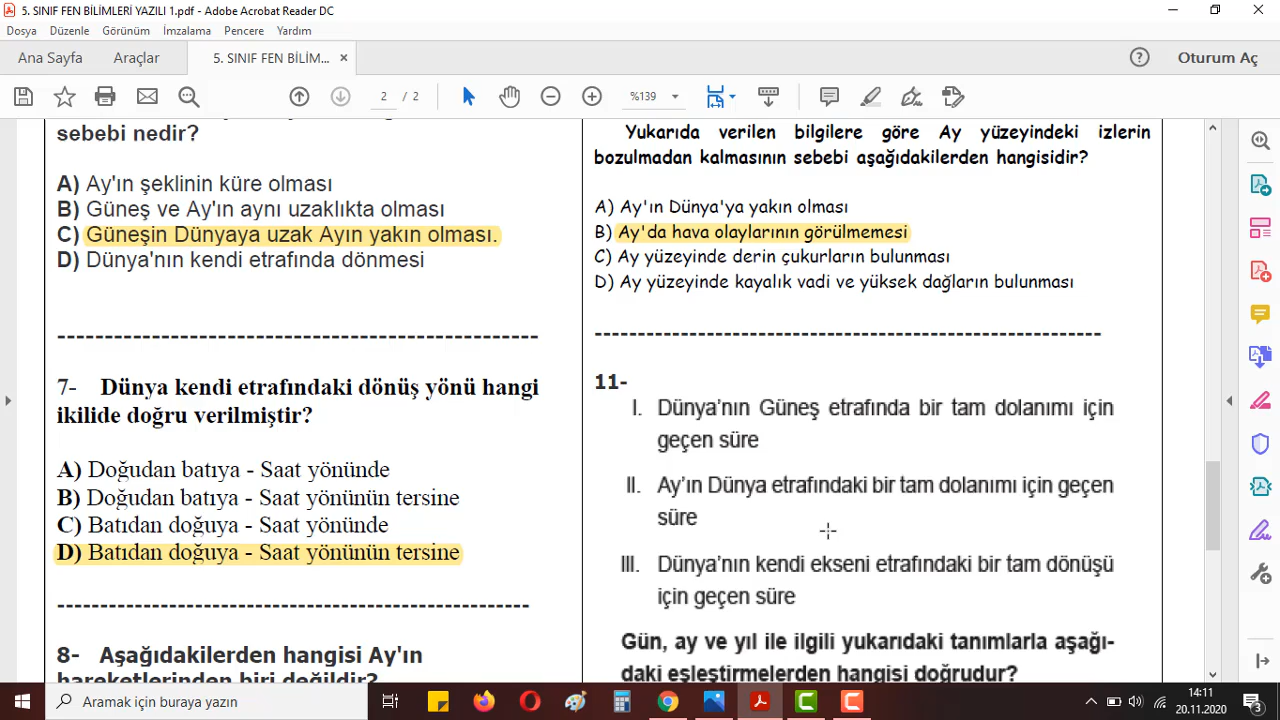 5. SINIF FEN BİLİMLERİ YAZILI 1.pdf - Adobe Acrobat Reader DC
Dosya Düzenle Görünüm İmzalama Pencere Yardım
Ana Sayfa Araçlar 5. SINIF FEN BİLİM... × Oturum Aç
2 / 2 %139
sebebi nedir?
A) Ay'ın şeklinin küre olması
B) Güneş ve Ay'ın aynı uzaklıkta olması
C) Güneşin Dünyaya uzak Ayın yakın olması.
D) Dünya'nın kendi etrafında dönmesi
7- Dünya kendi etrafındaki dönüş yönü hangi
ikilide doğru verilmiştir?
A) Doğudan batıya - Saat yönünde
B) Doğudan batıya - Saat yönünün tersine
C) Batıdan doğuya - Saat yönünde
D) Batıdan doğuya - Saat yönünün tersine
8- Aşağıdakilerden hangisi Ay'ın
hareketlerinden biri değildir?
Yukarıda verilen bilgilere göre Ay yüzeyindeki izlerin
bozulmadan kalmasının sebebi aşağıdakilerden hangisidir?
A) Ay'ın Dünya'ya yakın olması
B) Ay'da hava olaylarının görülmemesi
C) Ay yüzeyinde derin çukurların bulunması
D) Ay yüzeyinde kayalık vadi ve yüksek dağların bulunması
11-
I. Dünya'nın Güneş etrafında bir tam dolanımı için
geçen süre
II. Ay'ın Dünya etrafındaki bir tam dolanımı için geçen
süre
III. Dünya'nın kendi ekseni etrafındaki bir tam dönüşü
için geçen süre
Gün, ay ve yıl ile ilgili yukarıdaki tanımlarla aşağı-
daki eşleştirmelerden hangisi doğrudur?
Aramak için buraya yazın
14:11
20.11.2020
3